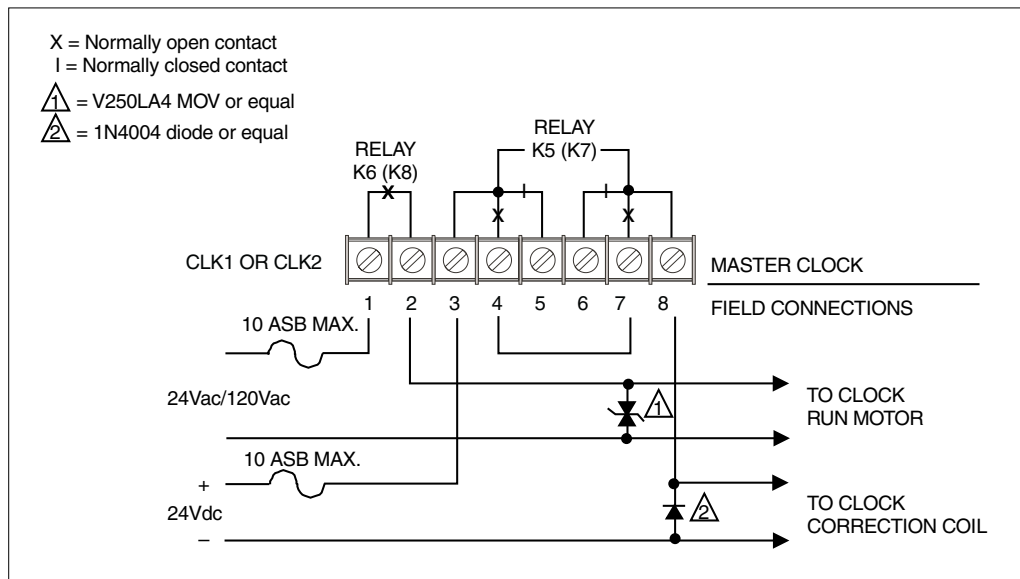 X = Normally open contact
I = Normally closed contact
1 = V250LA4 MOV or equal
2 = 1N4004 diode or equal
RELAY
K6 (K8)
X
RELAY
K5 (K7)
X
X
CLK1 OR CLK2
MASTER CLOCK
1 2 3 4 5 6 7 8
FIELD CONNECTIONS
10 ASB MAX.
24Vac/120Vac
1
TO CLOCK
RUN MOTOR
10 ASB MAX.
+
24Vdc
–
2
TO CLOCK
CORRECTION COIL